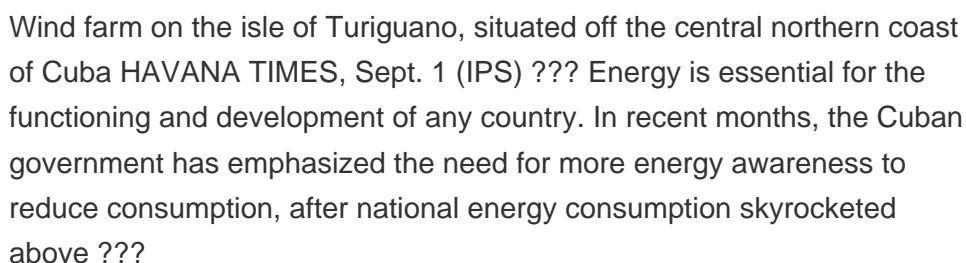 Wind farm on the isle of Turiguano, situated off the central northern coast
of Cuba HAVANA TIMES, Sept. 1 (IPS) ??? Energy is essential for the
functioning and development of any country. In recent months, the Cuban
government has emphasized the need for more energy awareness to
reduce consumption, after national energy consumption skyrocketed
above ???